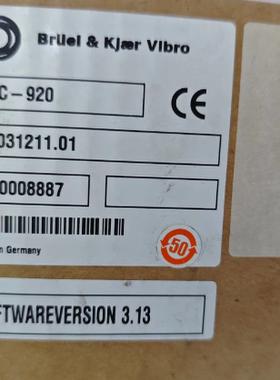 Brüel & Kjær Vibro
C-920
CE
031211.01
0008887
n Germany
50
FTWAREVERSION 3.13